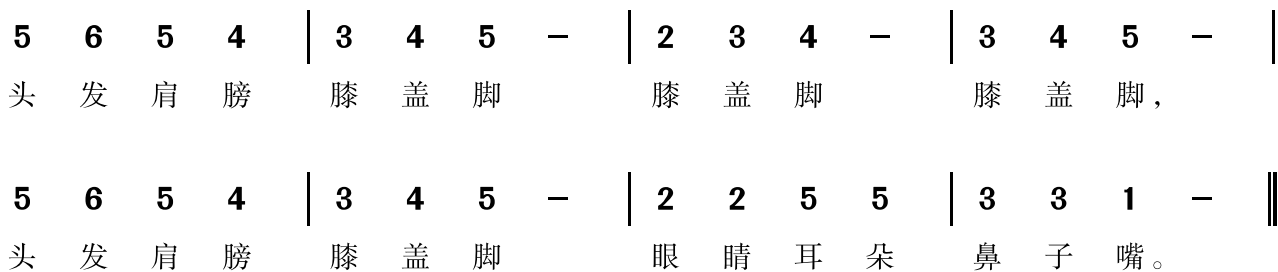 5 6 5 4 | 3 4 5 – | 2 3 4 – | 3 4 5 – |
头 发 肩 膀 膝 盖 脚 膝 盖 脚 膝 盖 脚，
5 6 5 4 | 3 4 5 – | 2 2 5 5 | 3 3 1 – ‖
头 发 肩 膀 膝 盖 脚 眼 睛 耳 朵 鼻 子 嘴。